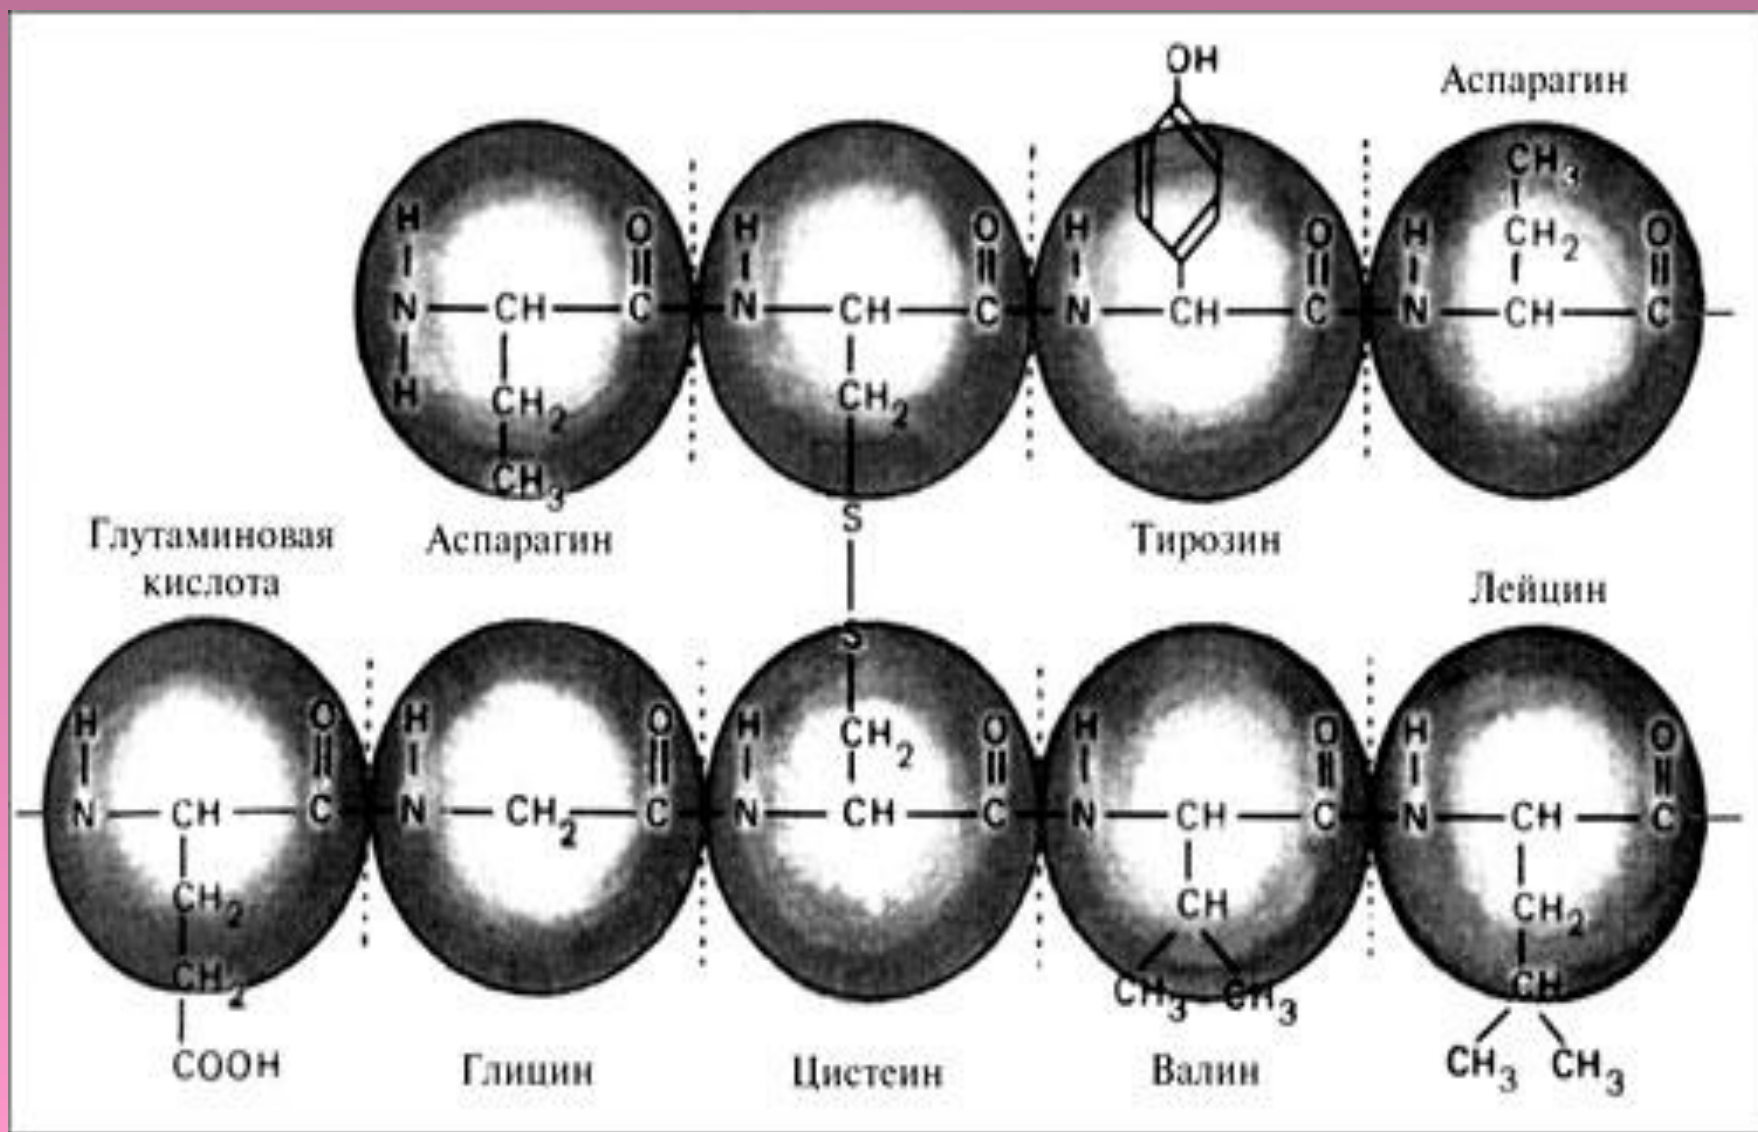 OH
Аспарагин
CH3
H O H O H O H CH2 O
N CH C N CH C N CH C N CH C
H CH2 CH2
CH3
S
Глутаминовая
кислота
Аспарагин
Тирозин
Лейцин
S
H O H O H CH2 O H O H O
N CH C N CH2 C N CH C N CH C N CH C
CH2 CH CH2
CH2 CH3 CH3 CH
COOH CH3 CH3
Глицин
Цистеин
Валин